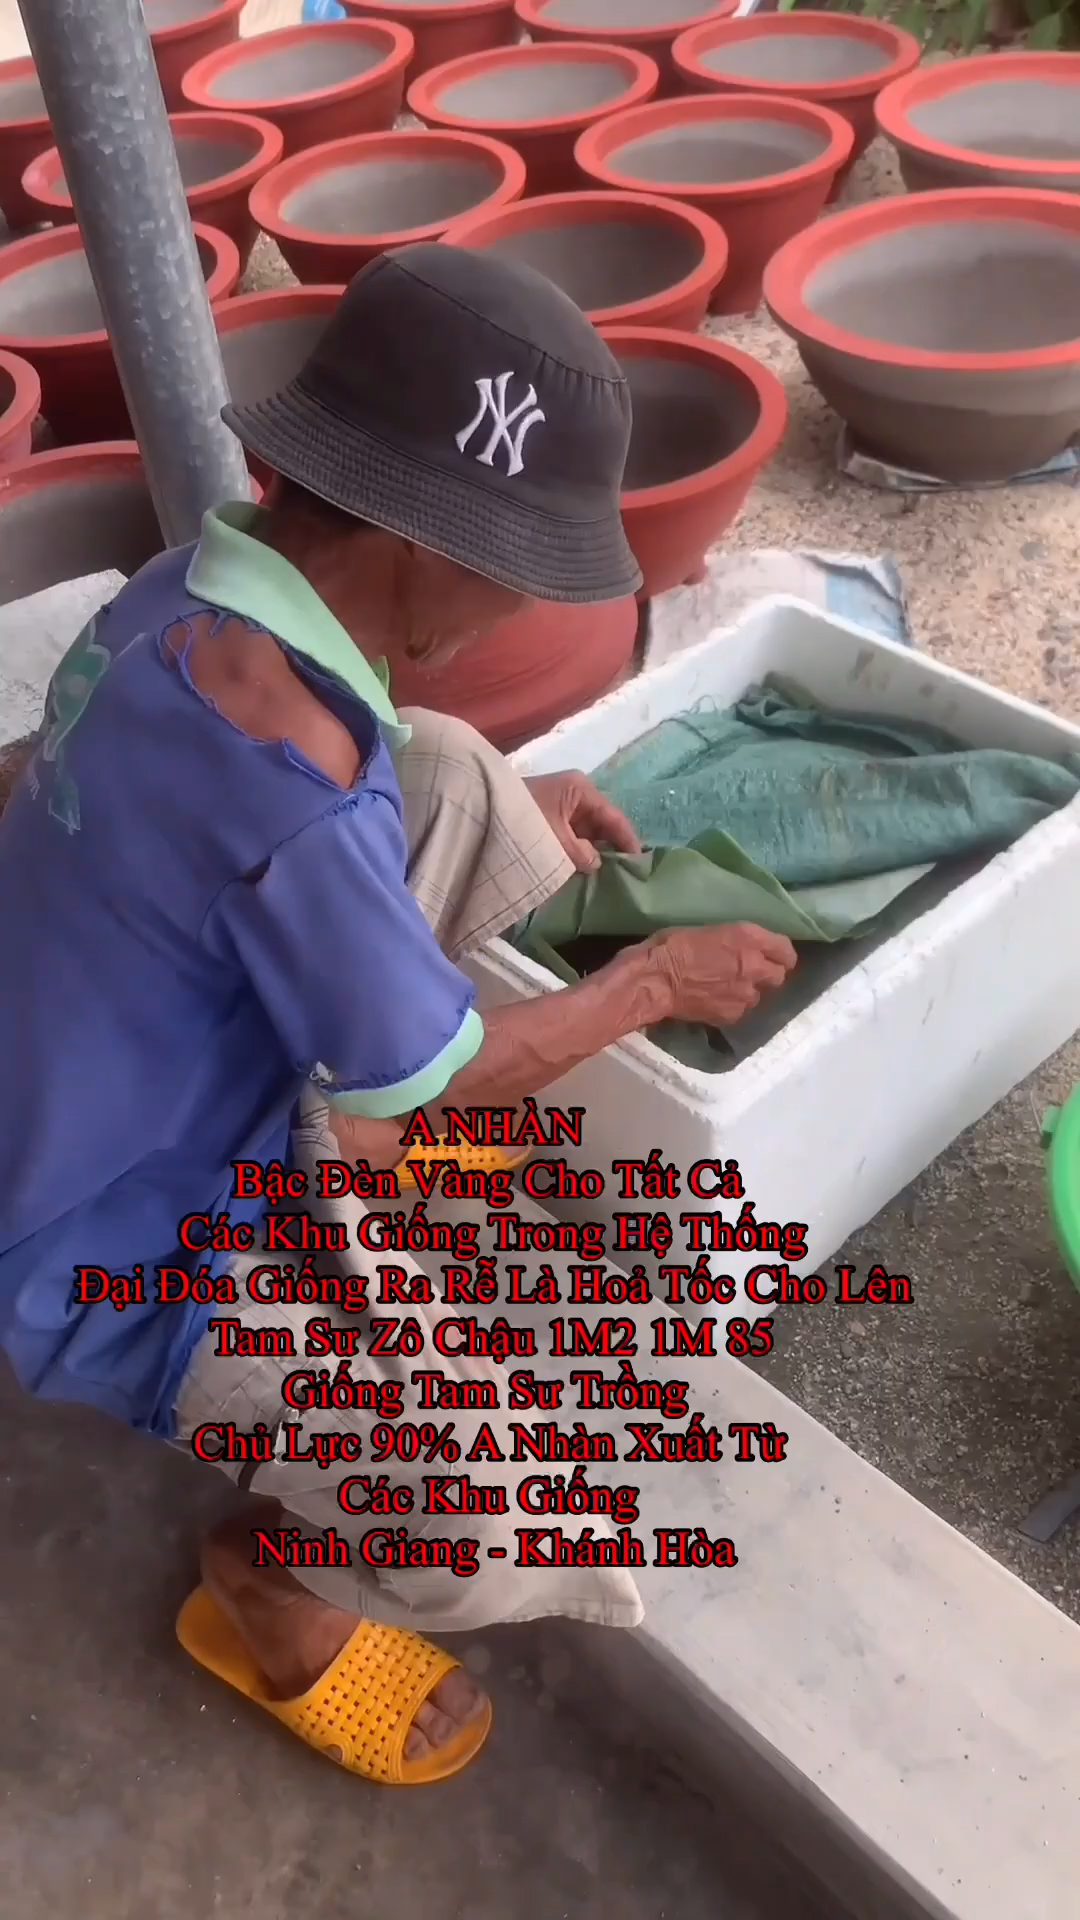 NY
A NHÀN
Bậc Đèn Vàng Cho Tất Cả
Các Khu Giống Trong Hệ Thống
Đại Đóa Giống Ra Rễ Là Hoả Tốc Cho Lên
Tam Sư Zô Chậu 1M2 1M 85
Giống Tam Sư Trồng
Chủ Lực 90% A Nhàn Xuất Từ
Các Khu Giống
Ninh Giang - Khánh Hòa